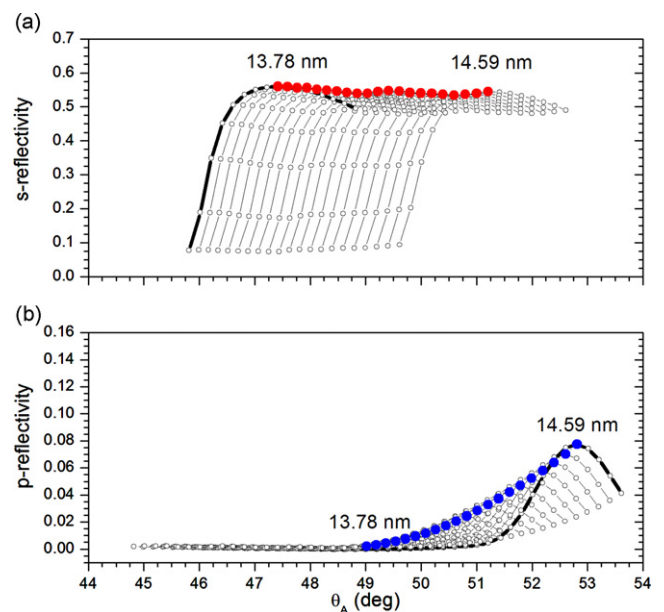 (a)
0.7
0.6
0.5
0.4
0.3
0.2
0.1
0.0
s-reflectivity
13.78 nm
14.59 nm
(b)
0.16
0.14
0.12
0.10
0.08
0.06
0.04
0.02
0.00
p-reflectivity
14.59 nm
13.78 nm
44 45 46 47 48 49 50 51 52 53 54
θA (deg)